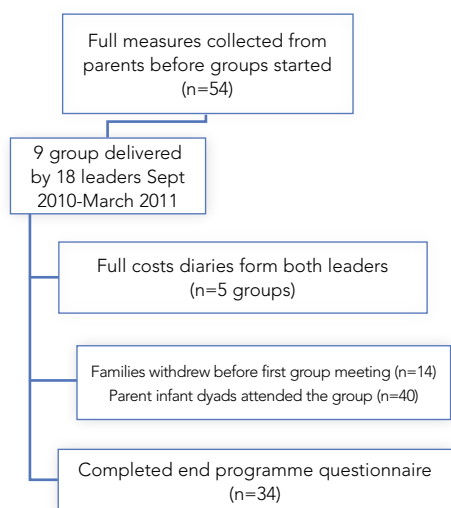 Full measures collected from
parents before groups started
(n=54)
9 group delivered
by 18 leaders Sept
2010-March 2011
Full costs diaries form both leaders
(n=5 groups)
Families withdrew before first group meeting (n=14)
Parent infant dyads attended the group (n=40)
Completed end programme questionnaire
(n=34)